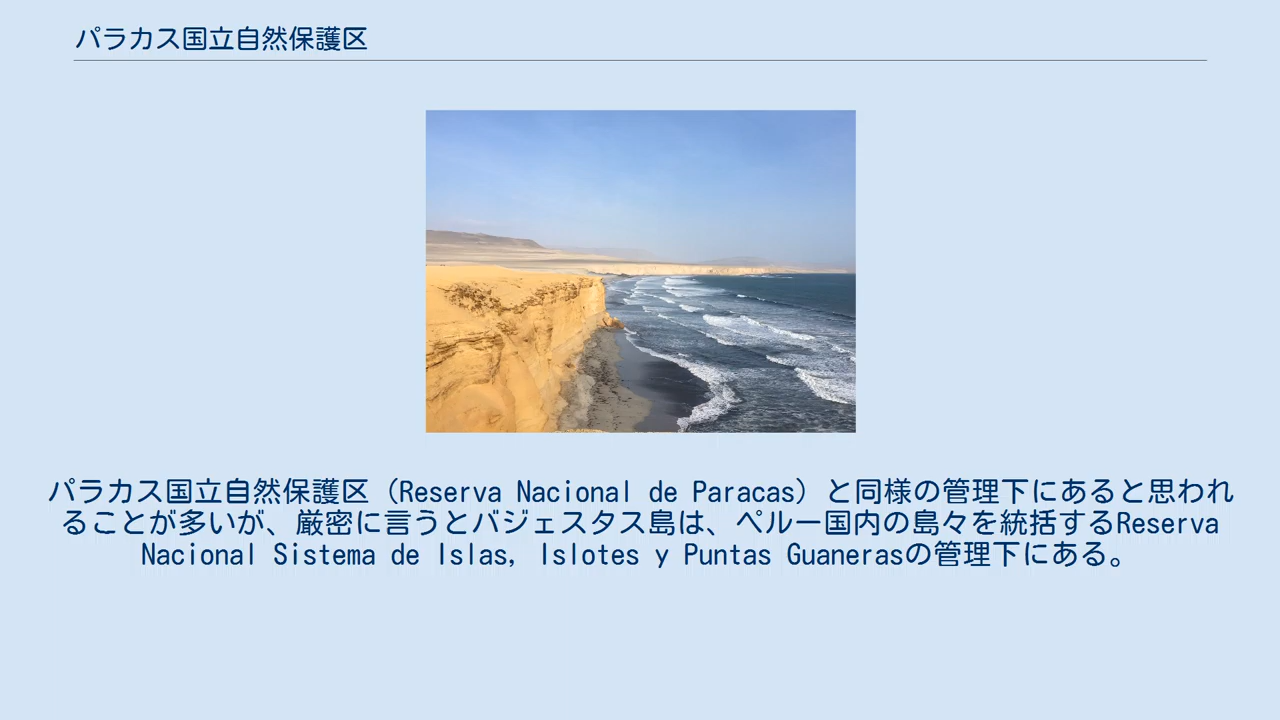 パラカス国立自然保護区
パラカス国立自然保護区（Reserva Nacional de Paracas）と同様の管理下にあると思われ
ることが多いが、厳密に言うとバジェスタス島は、ペルー国内の島々を統括するReserva
Nacional Sistema de Islas, Islotes y Puntas Guanerasの管理下にある。